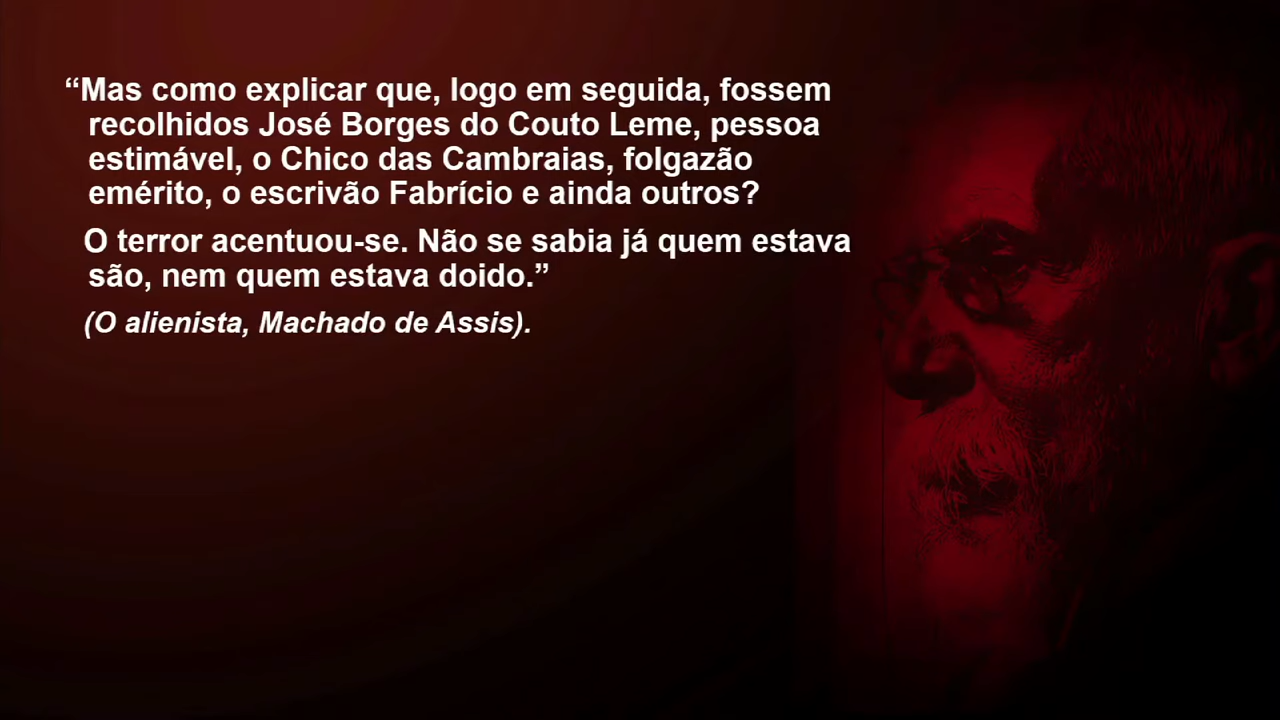 “Mas como explicar que, logo em seguida, fossem
recolhidos José Borges do Couto Leme, pessoa
estimável, o Chico das Cambraias, folgazão
emérito, o escrivão Fabrício e ainda outros?
O terror acentuou-se. Não se sabia já quem estava
são, nem quem estava doido.”
(O alienista, Machado de Assis).